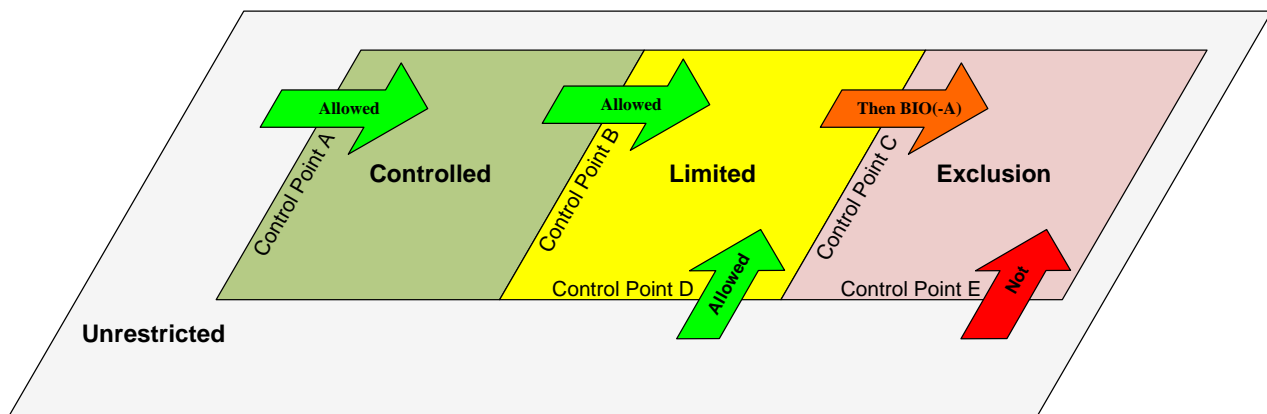 Allowed
Allowed
Then BIO(-A)
Control Point A
Controlled
Control Point B
Limited
Control Point C
Exclusion
Control Point D
Allowed
Control Point E
Not
Unrestricted